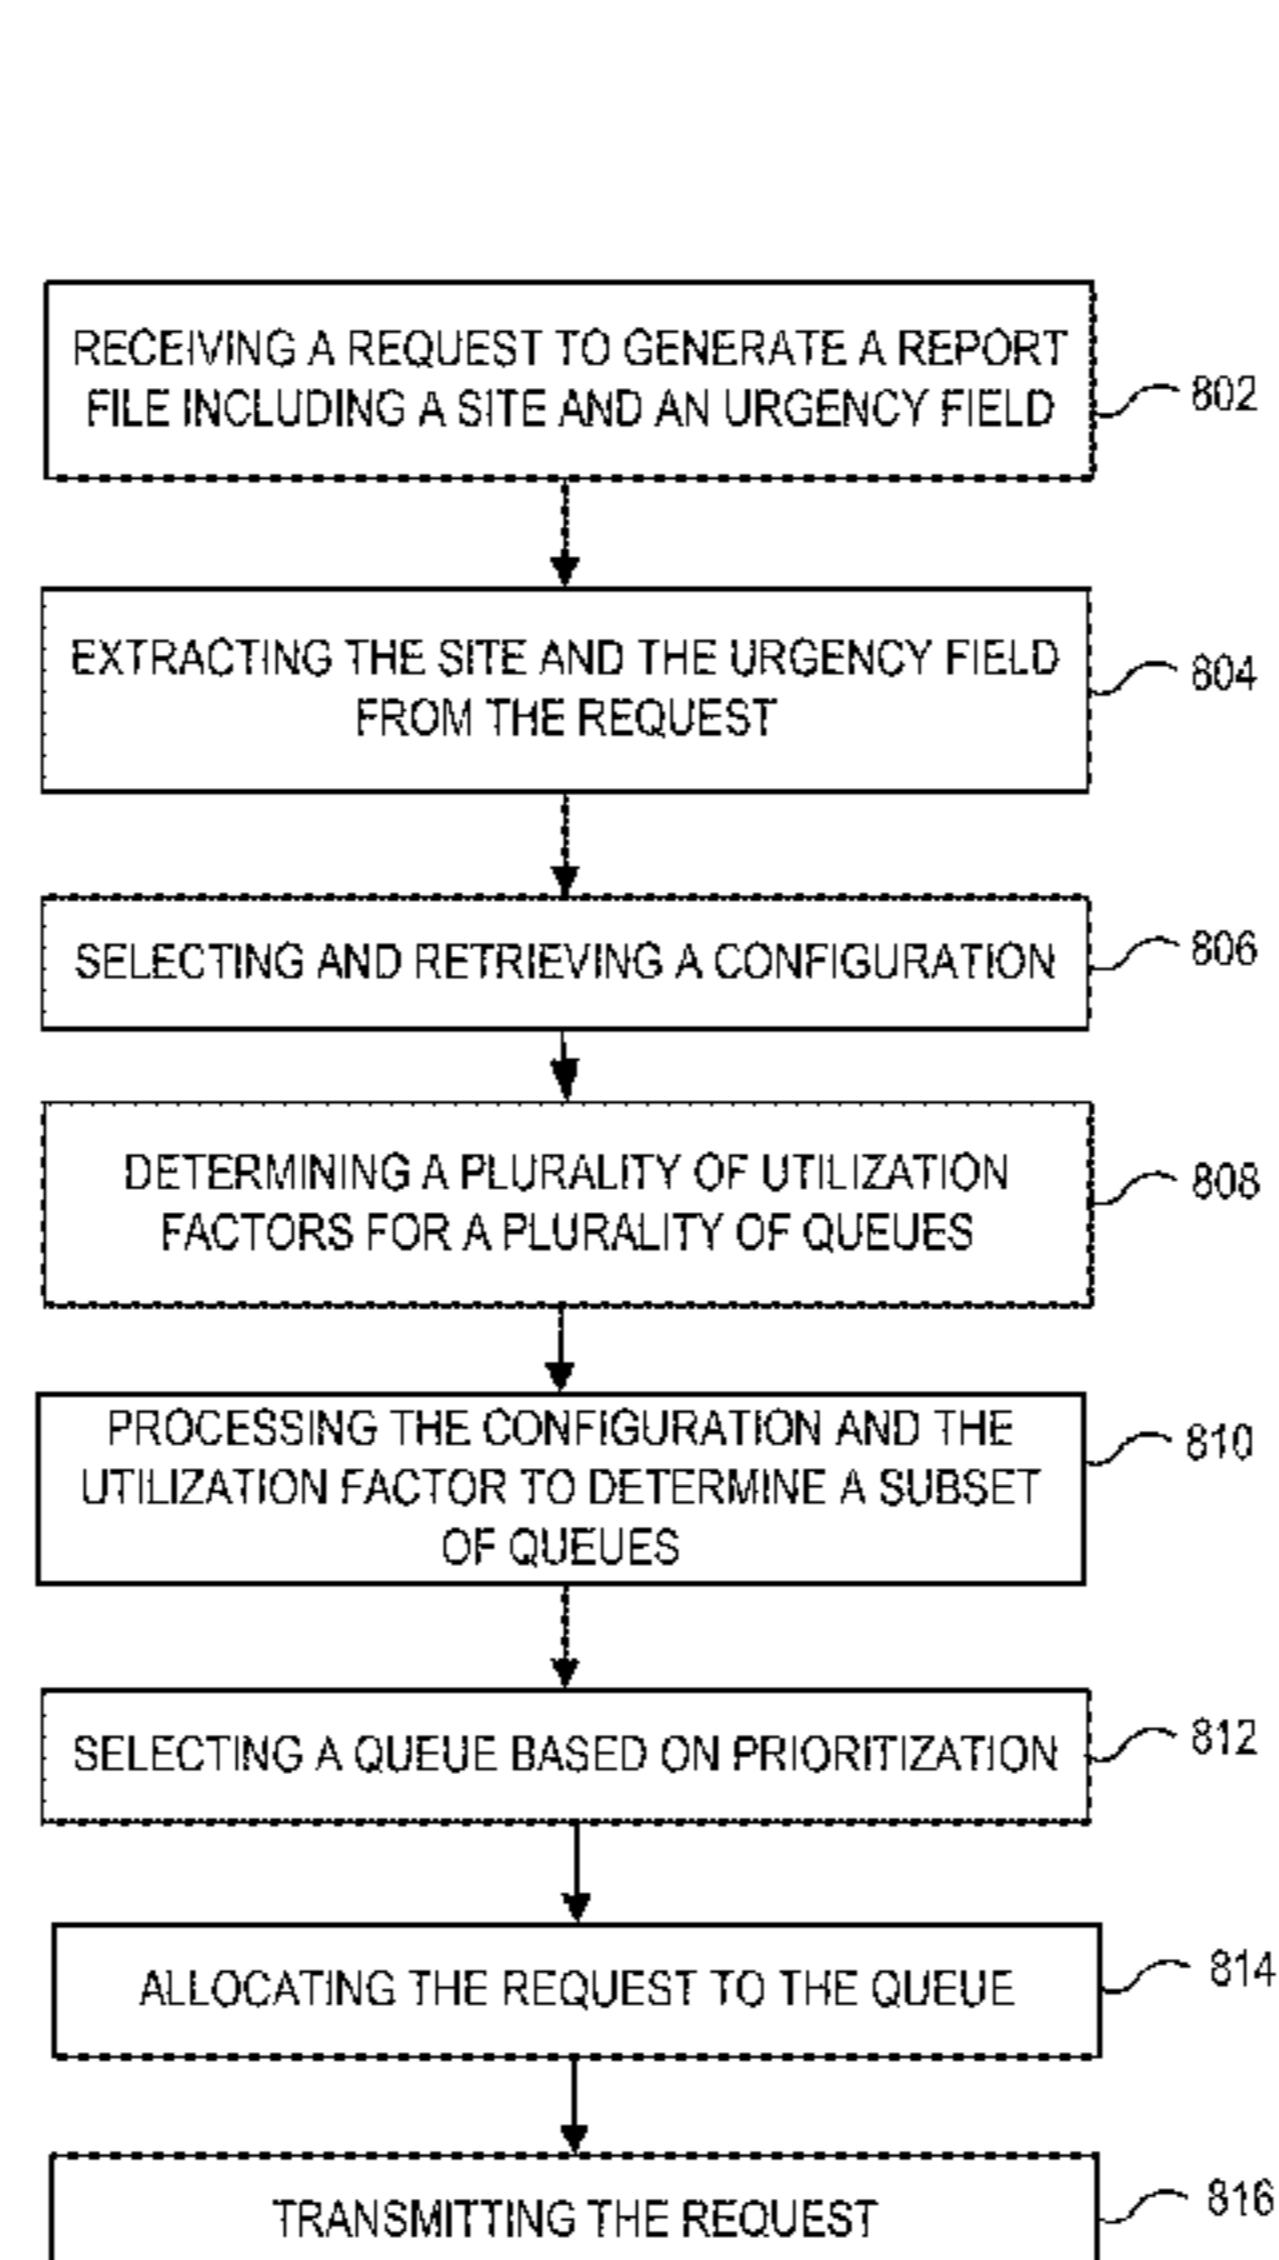 RECEIVING A REQUEST TO GENERATE A REPORT
FILE INCLUDING A SITE AND AN URGENCY FIELD
802
EXTRACTING THE SITE AND THE URGENCY FIELD
FROM THE REQUEST
804
SELECTING AND RETRIEVING A CONFIGURATION
806
DETERMINING A PLURALITY OF UTILIZATION
FACTORS FOR A PLURALITY OF QUEUES
808
PROCESSING THE CONFIGURATION AND THE
UTILIZATION FACTOR TO DETERMINE A SUBSET
OF QUEUES
810
SELECTING A QUEUE BASED ON PRIORITIZATION
812
ALLOCATING THE REQUEST TO THE QUEUE
814
TRANSMITTING THE REQUEST
816